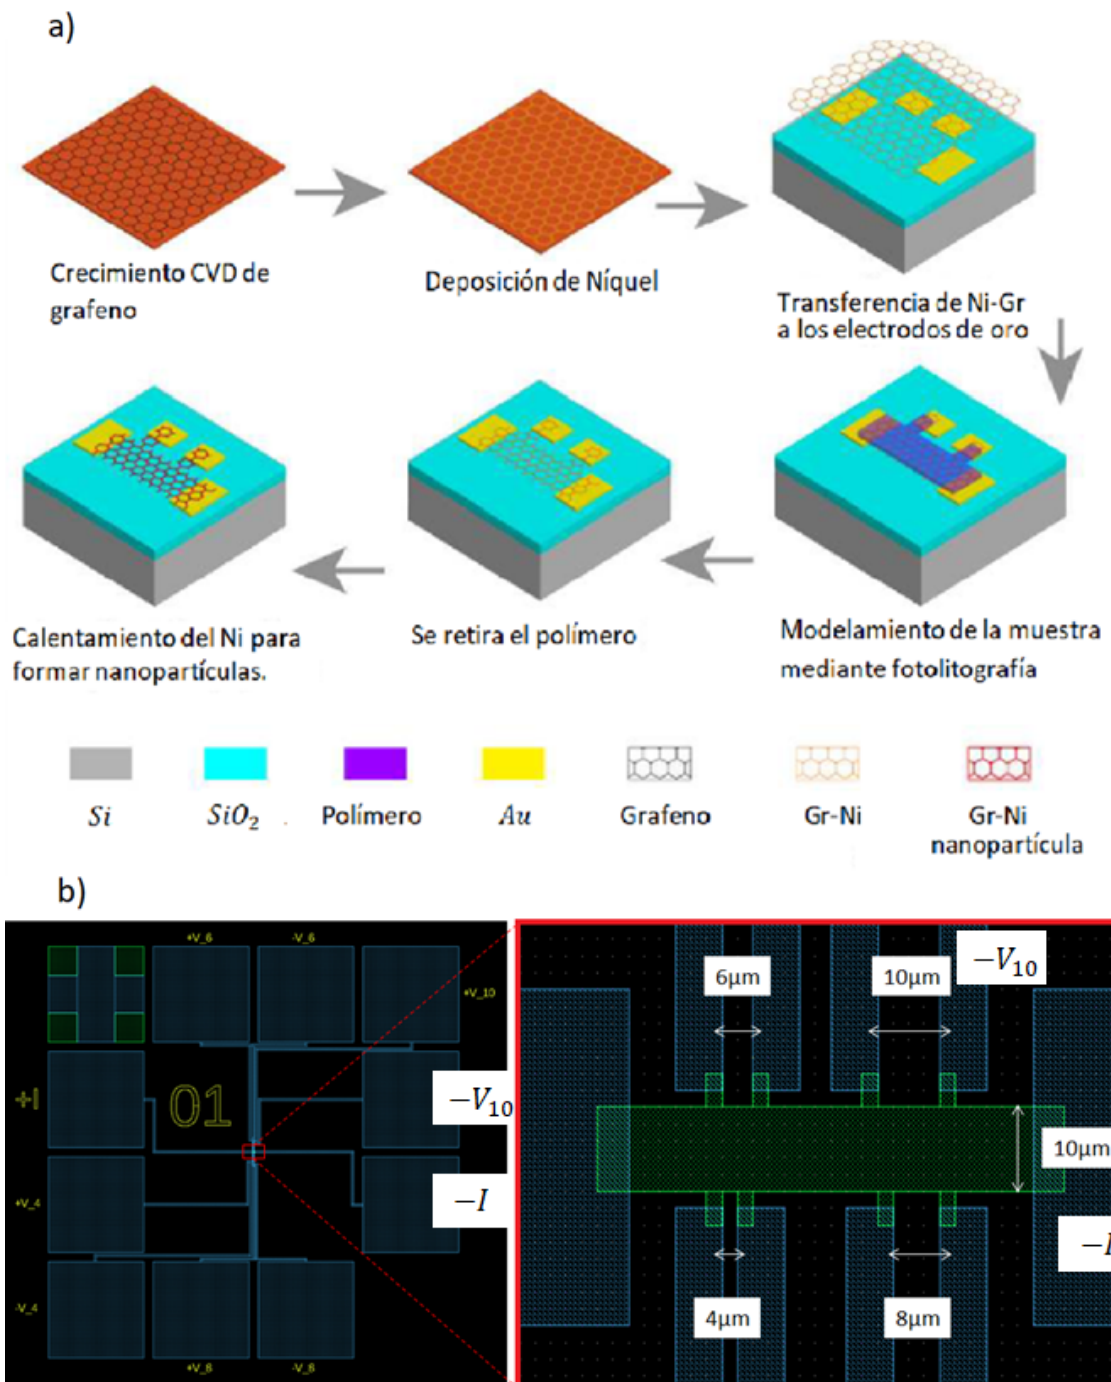 a)
Crecimiento CVD de
grafeno
Deposición de Níquel
Transferencia de Ni-Gr
a los electrodos de oro
Calentamiento del Ni para
formar nanopartículas.
Se retira el polímero
Modelamiento de la muestra
mediante fotolitografía
Si
SiO₂
Polímero
Au
Grafeno
Gr-Ni
Gr-Ni
nanopartícula
b)
+V_6
-V_6
+V_10
+I
01
−V₁₀
+V_4
−I
-V_4
+V_8
-V_8
6µm
10µm
−V₁₀
10µm
−I
4µm
8µm